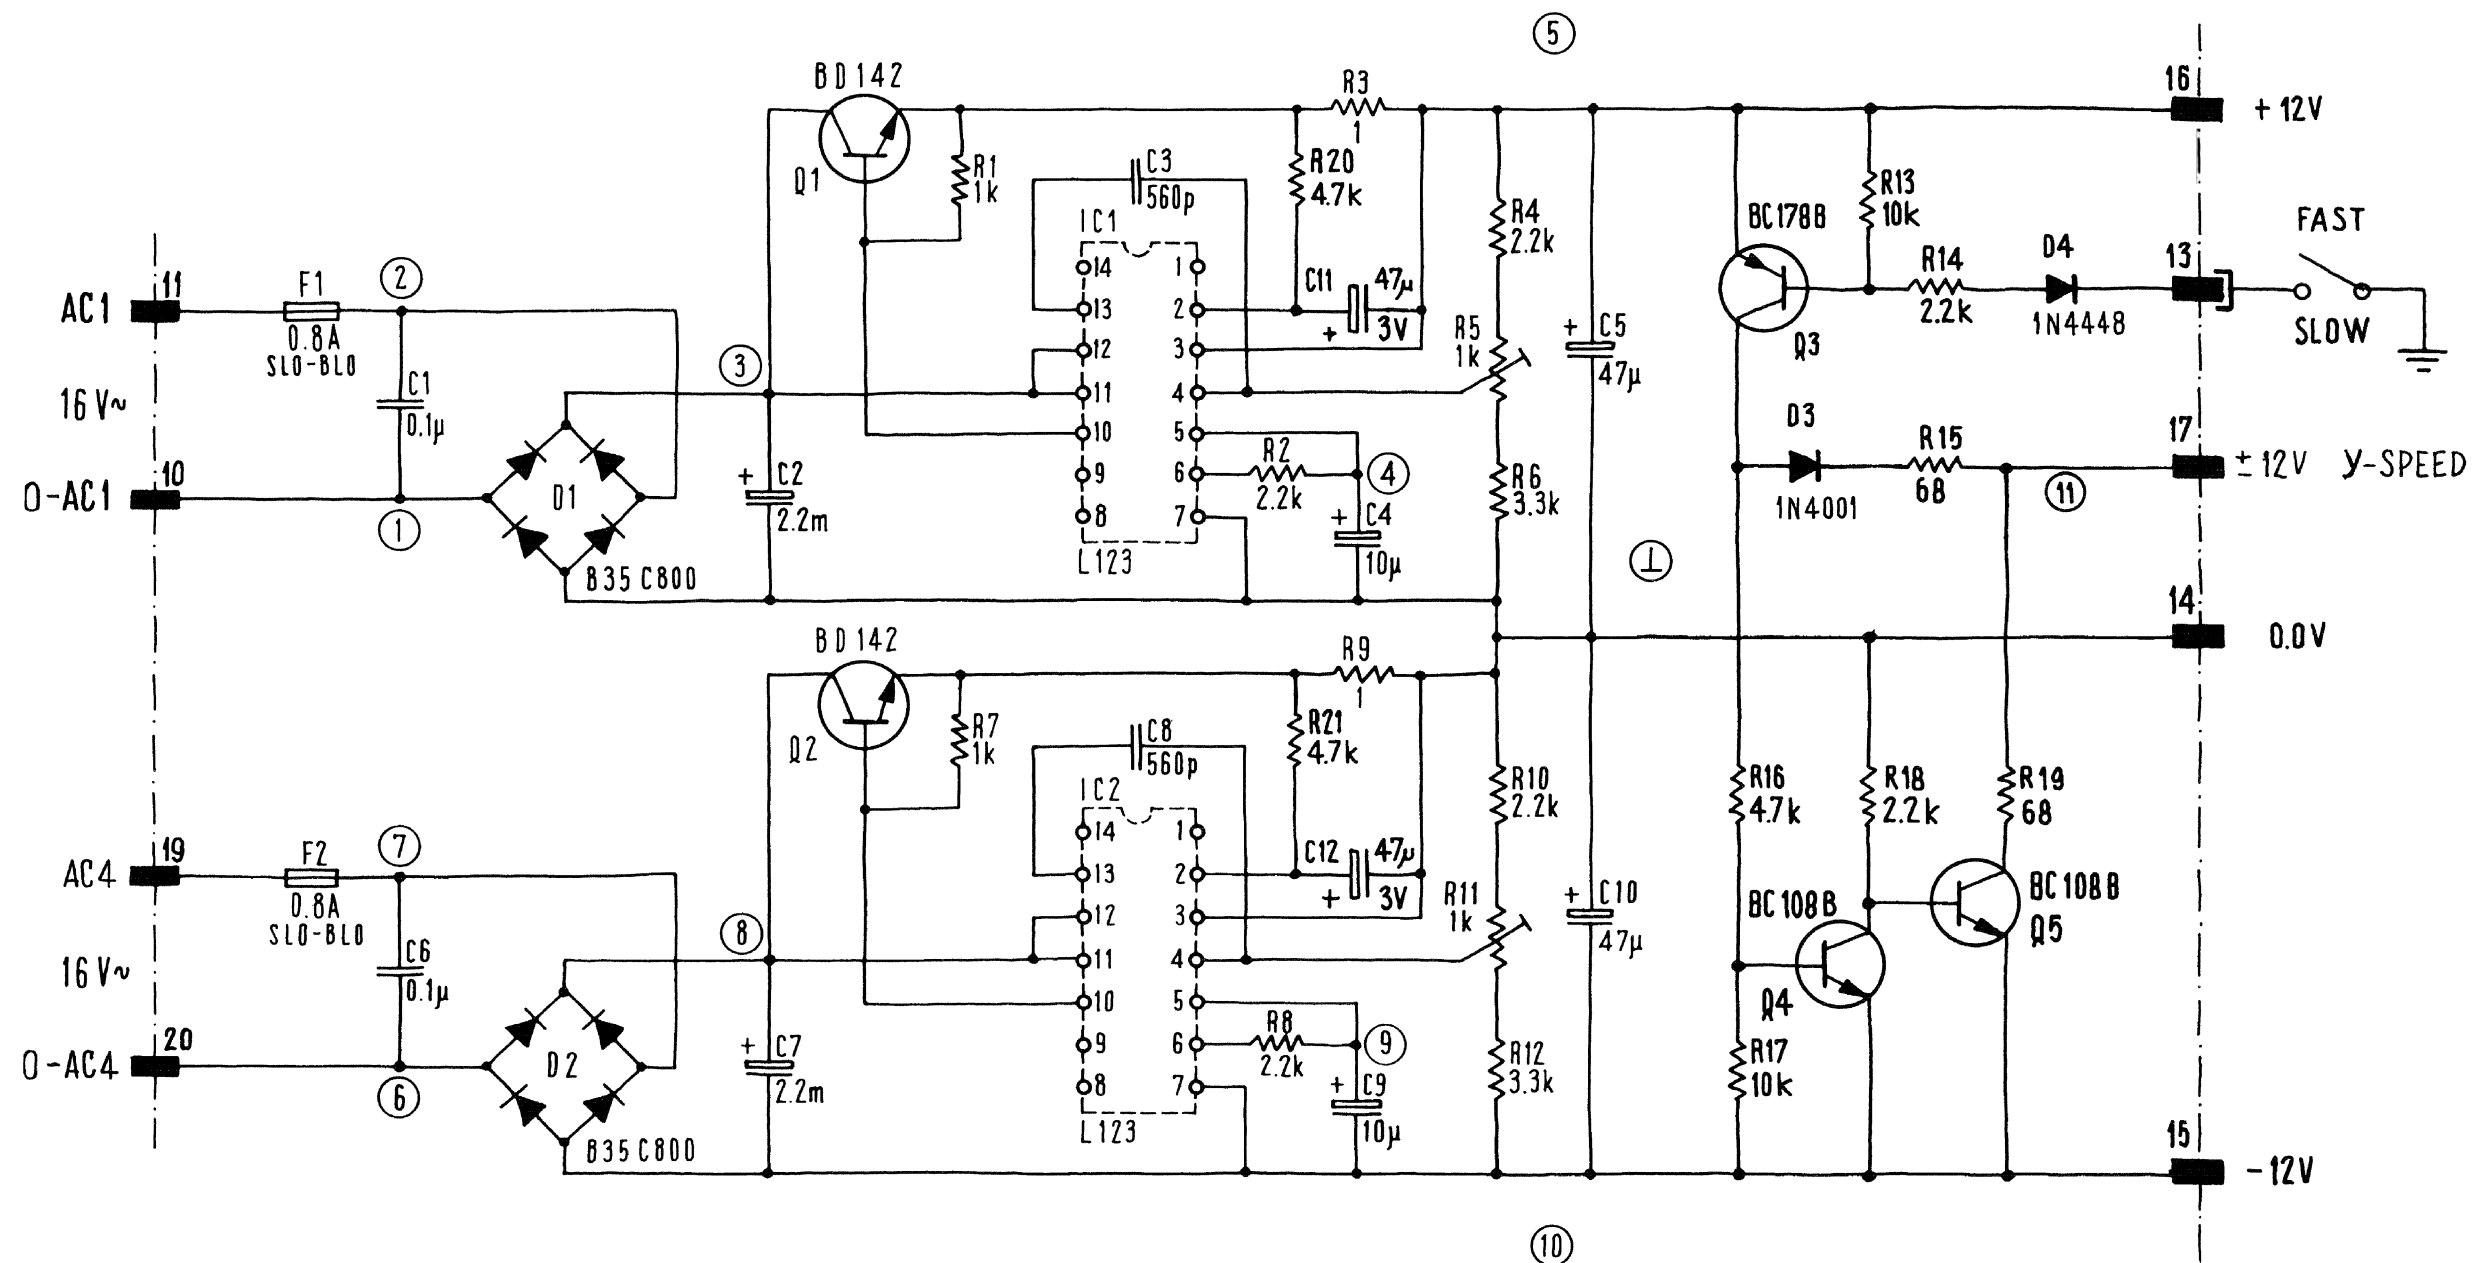 5
BD142
R3
1
16
+12V
Q1
R1
1k
C3
560p
R20
4.7k
R4
2.2k
BC178B
R13
10k
FAST
IC1
14
1
13
2
12
3
11
4
10
5
9
6
8
7
L123
C11
47µ
+
3V
R5
1k
+
C5
47µ
Q3
R14
2.2k
D4
1N4448
13
SLOW
AC1
11
F1
0.8A
SLO-BLO
2
16V~
C1
0.1µ
3
0-AC1
10
1
D1
B35 C800
+
C2
2.2m
R2
2.2k
4
+
C4
10µ
R6
3.3k
D3
1N4001
R15
68
11
17
±12V
Y-SPEED
⊥
14
0.0V
BD142
R9
1
Q2
R7
1k
C8
560p
R21
4.7k
R10
2.2k
R16
4.7k
R18
2.2k
R19
68
IC2
14
1
13
2
12
3
11
4
10
5
9
6
8
7
L123
C12
47µ
+
3V
R11
1k
+
C10
47µ
BC108B
Q4
BC108B
Q5
AC4
19
F2
0.8A
SLO-BLO
7
16V~
C6
0.1µ
8
0-AC4
20
6
D2
B35 C800
+
C7
2.2m
R8
2.2k
9
+
C9
10µ
R12
3.3k
R17
10k
15
-12V
10